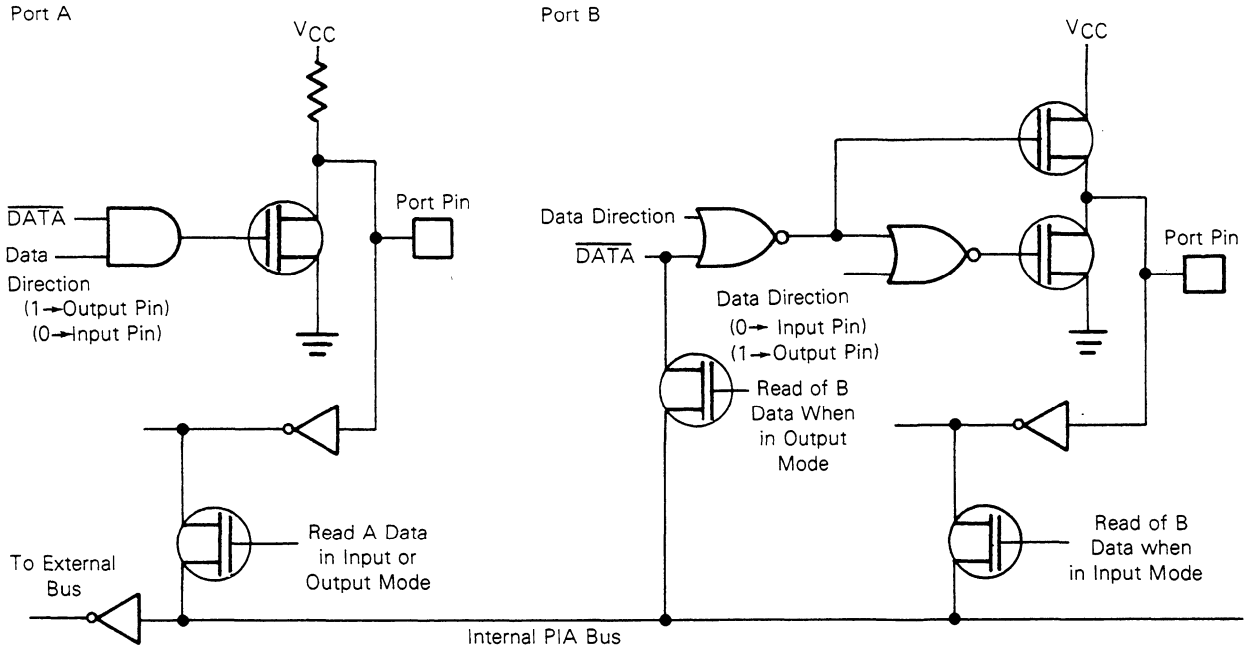 Port A
VCC
DATA
Data
Direction
(1→Output Pin)
(0→Input Pin)
Port Pin
Read A Data
in Input or
Output Mode
To External
Bus
Port B
VCC
Data Direction
DATA
Data Direction
(0→ Input Pin)
(1→Output Pin)
Port Pin
Read of B
Data When
in Output
Mode
Read of B
Data when
in Input Mode
Internal PIA Bus